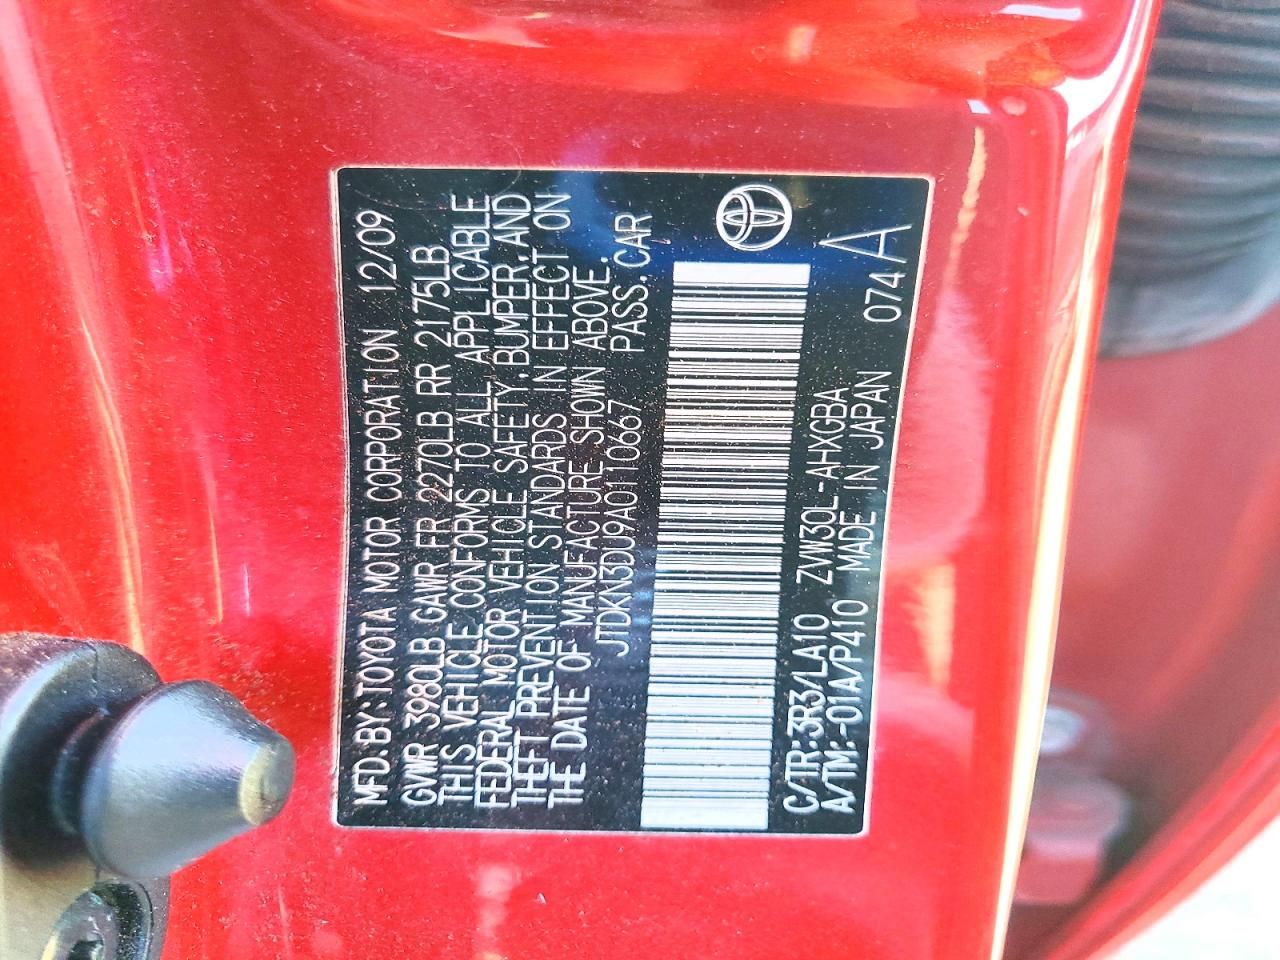 MFD.BY:TOYOTA MOTOR CORPORATION 12/09
GVWR 3980LB GAWR FR 2270LB RR 2175LB
THIS VEHICLE CONFORMS TO ALL APPLICABLE
FEDERAL MOTOR VEHICLE SAFETY,BUMPER,AND
THEFT PREVENTION STANDARDS IN EFFECT ON
THE DATE OF MANUFACTURE SHOWN ABOVE.
JTDKN3DU9A0110667 PASS.CAR
C/TR:3R3/LA10 ZVW30L-AHXGBA
A/TM:-01A/P410 MADE IN JAPAN 074 A